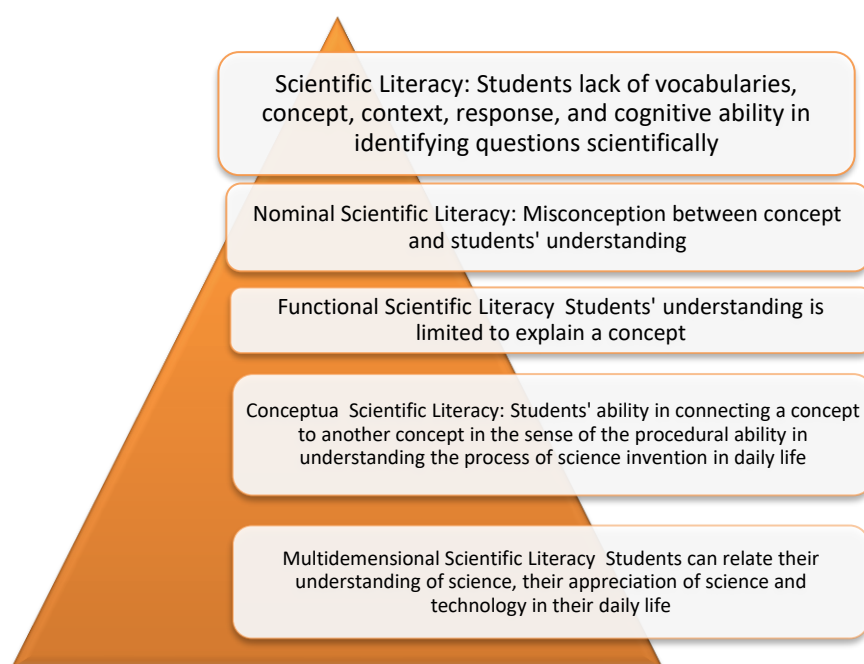 Scientific Literacy: Students lack of vocabularies,
concept, context, response, and cognitive ability in
identifying questions scientifically
Nominal Scientific Literacy: Misconception between concept
and students' understanding
Functional Scientific Literacy  Students' understanding is
limited to explain a concept
Conceptua  Scientific Literacy: Students' ability in connecting a concept
to another concept in the sense of the procedural ability in
understanding the process of science invention in daily life
Multidemensional Scientific Literacy  Students can relate their
understanding of science, their appreciation of science and
technology in their daily life